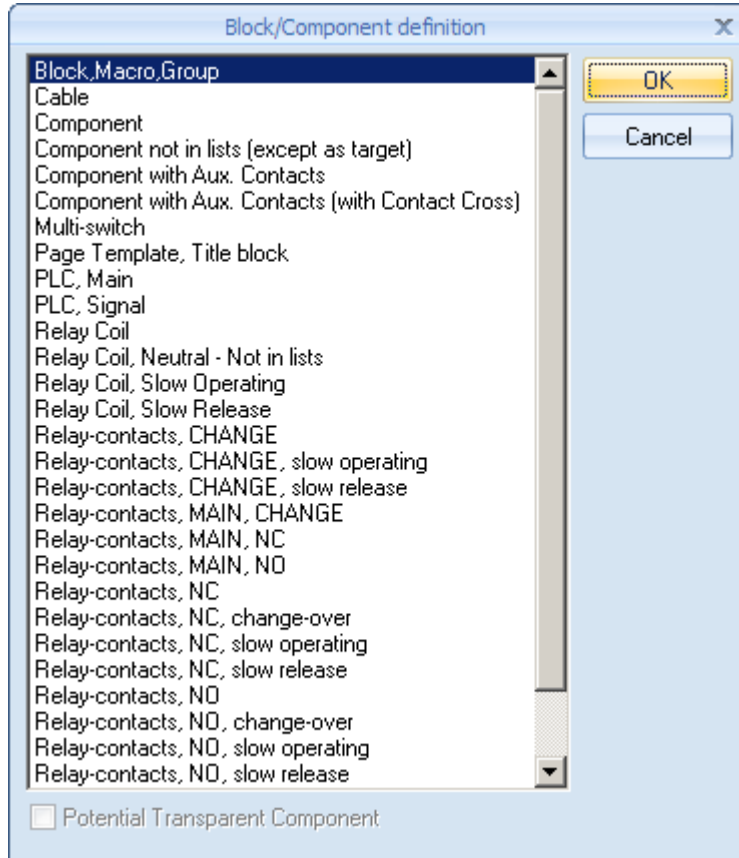 Block/Component definition
Block,Macro,Group
Cable
Component
Component not in lists (except as target)
Component with Aux. Contacts
Component with Aux. Contacts (with Contact Cross)
Multi-switch
Page Template, Title block
PLC, Main
PLC, Signal
Relay Coil
Relay Coil, Neutral - Not in lists
Relay Coil, Slow Operating
Relay Coil, Slow Release
Relay-contacts, CHANGE
Relay-contacts, CHANGE, slow operating
Relay-contacts, CHANGE, slow release
Relay-contacts, MAIN, CHANGE
Relay-contacts, MAIN, NC
Relay-contacts, MAIN, NO
Relay-contacts, NC
Relay-contacts, NC, change-over
Relay-contacts, NC, slow operating
Relay-contacts, NC, slow release
Relay-contacts, NO
Relay-contacts, NO, change-over
Relay-contacts, NO, slow operating
Relay-contacts, NO, slow release
OK
Cancel
Potential Transparent Component